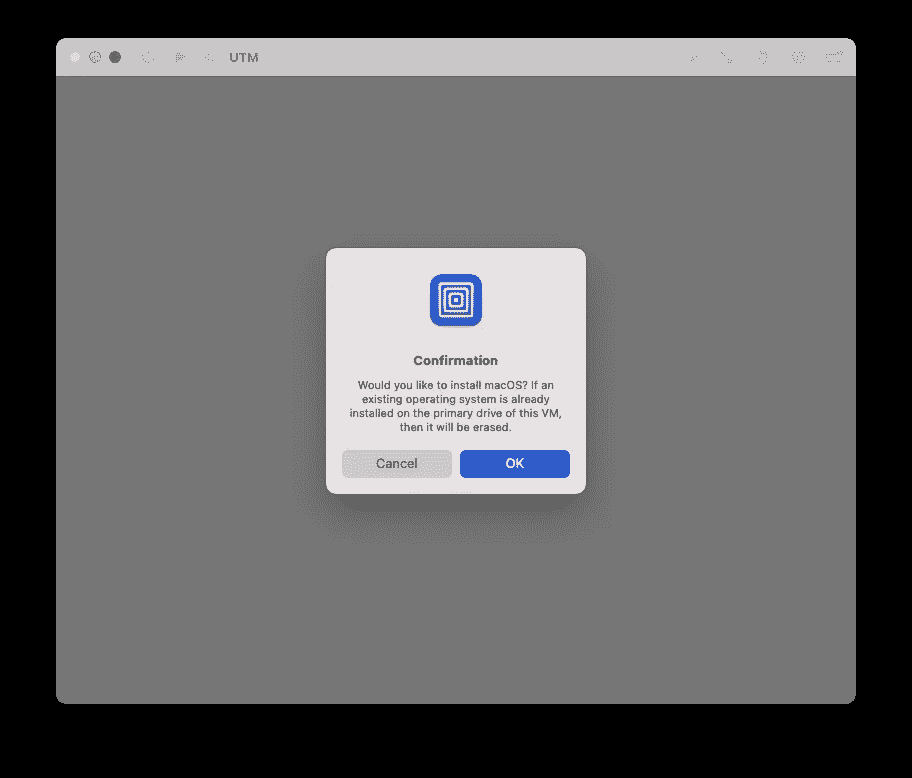 UTM
Confirmation
Would you like to install macOS? If an
existing operating system is already
installed on the primary drive of this VM,
then it will be erased.
Cancel
OK